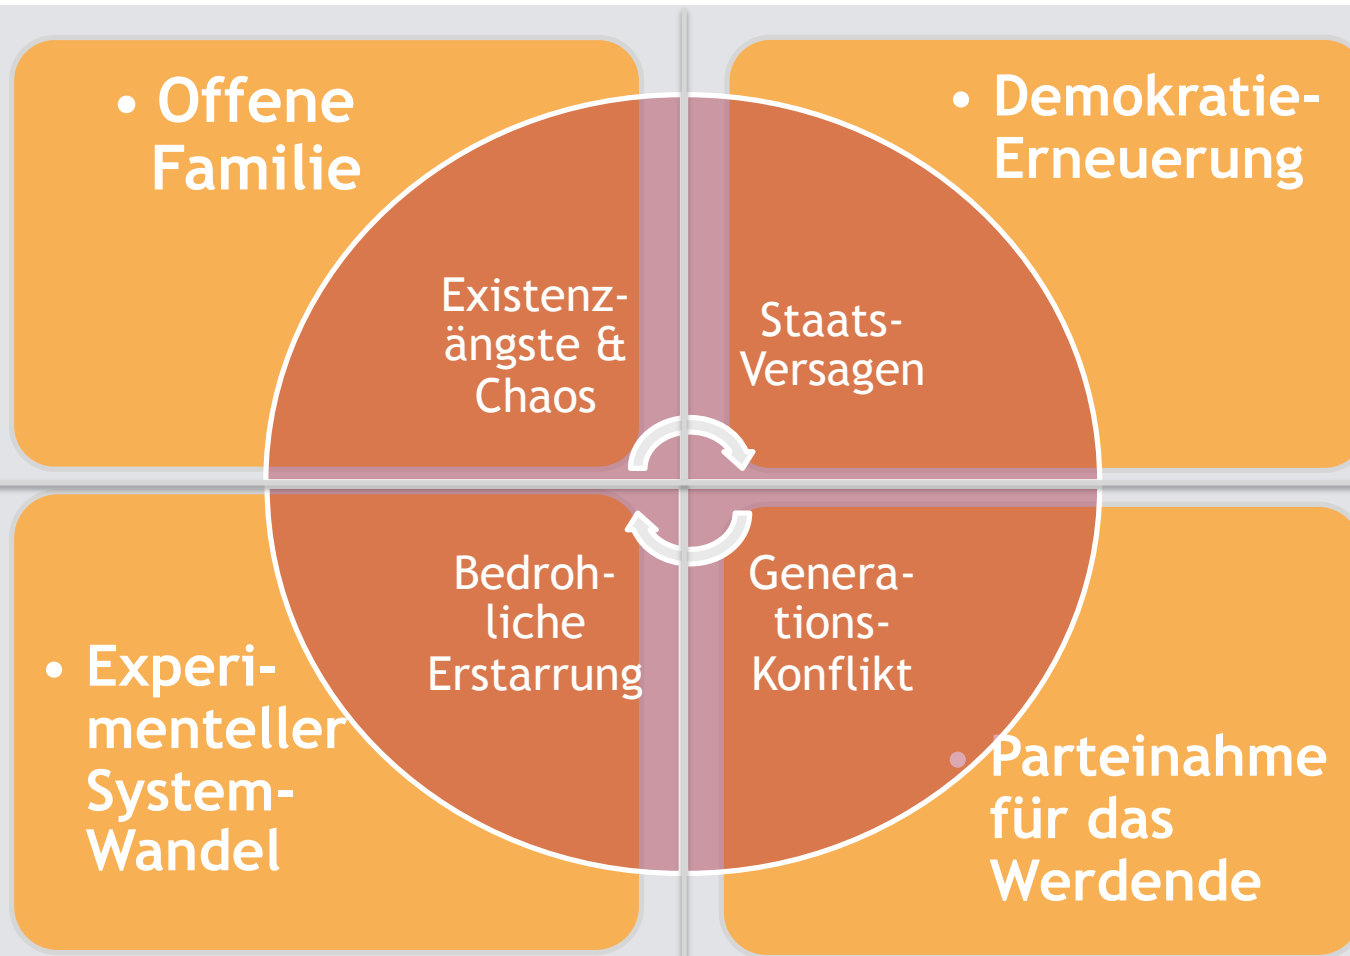 • Offene
Familie
• Demokratie-
Erneuerung
Existenz-
ängste &
Chaos
Staats-
Versagen
Bedroh-
liche
Erstarrung
Genera-
tions-
Konflikt
• Experi-
menteller
System-
Wandel
• Parteinahme
für das
Werdende